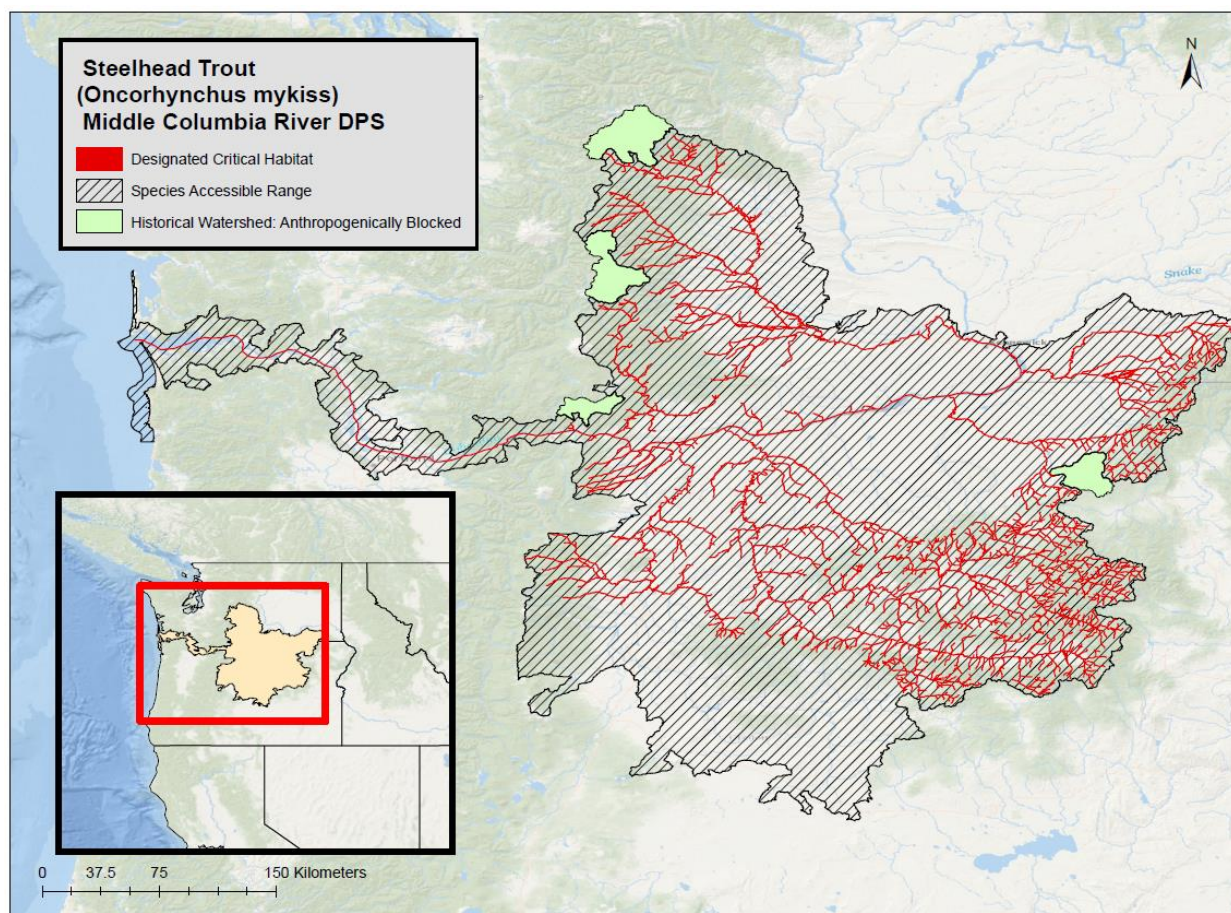 Steelhead Trout
(Oncorhynchus mykiss)
Middle Columbia River DPS
Designated Critical Habitat
Species Accessible Range
Historical Watershed: Anthropogenically Blocked
N
Snake
0 37.5 75 150 Kilometers